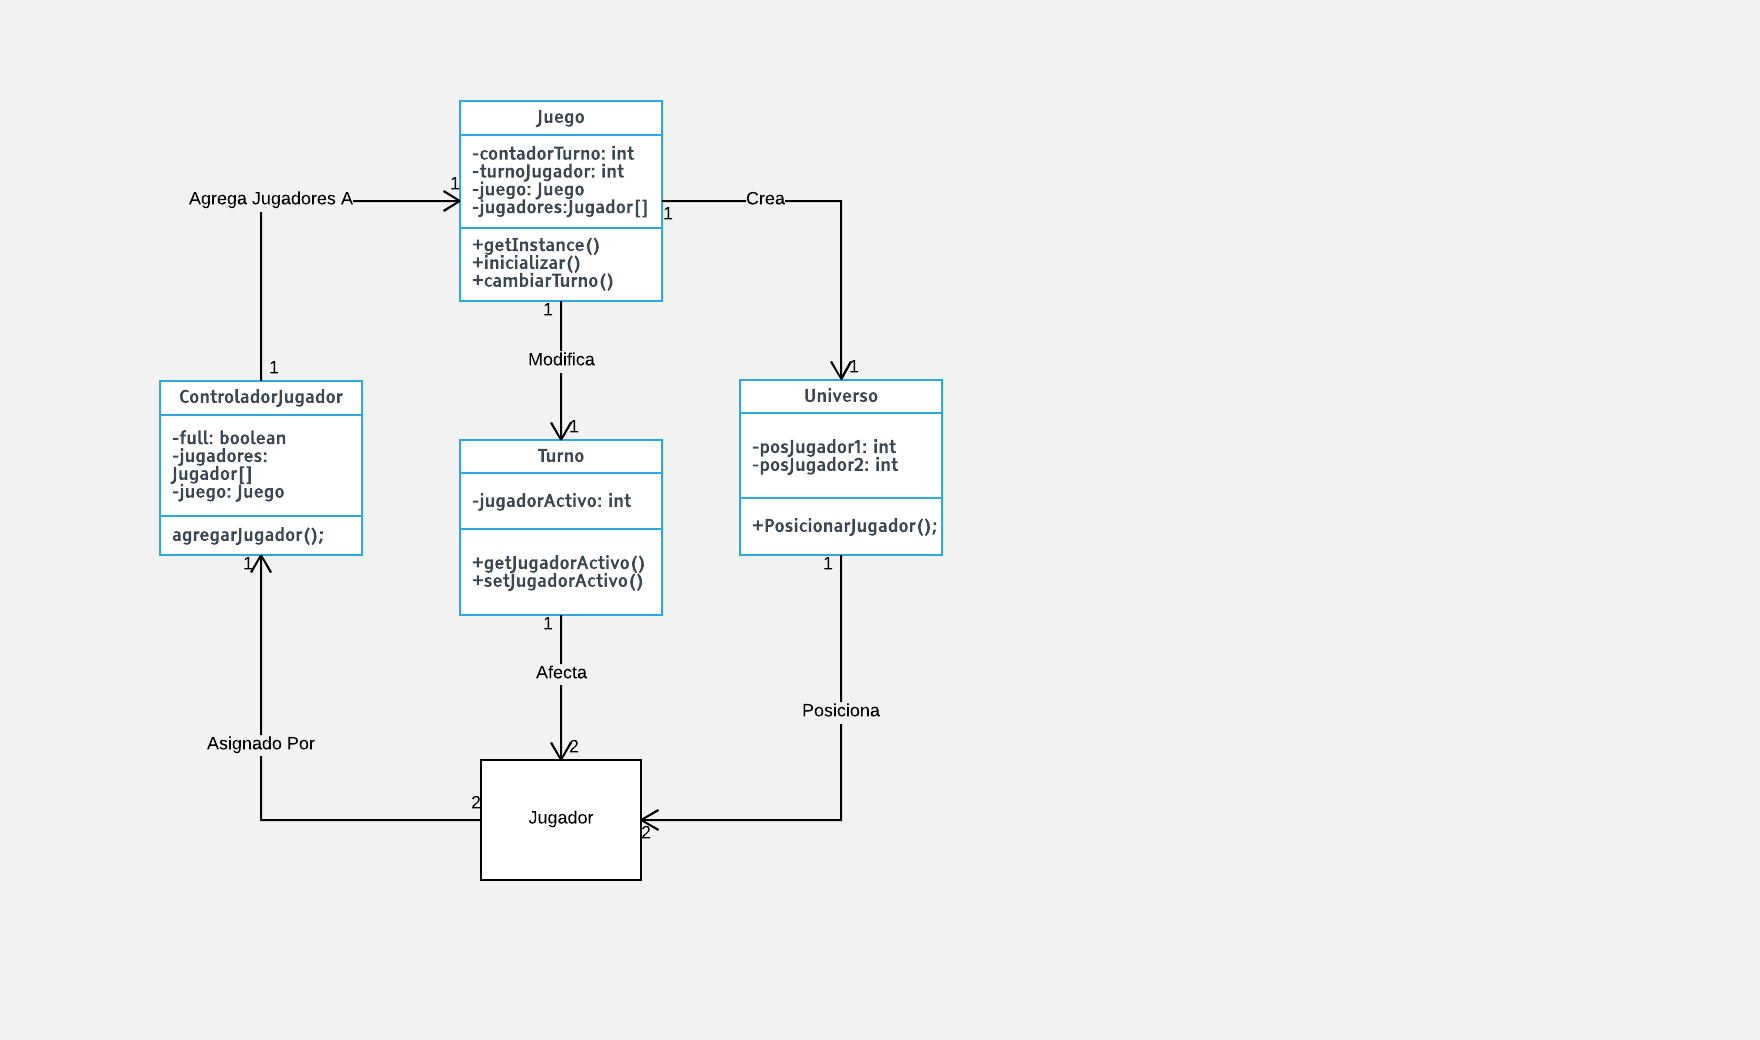 Juego
-contadorTurno: int
-turnoJugador: int
-juego: Juego
-jugadores:Jugador[]
+getInstance()
+inicializar()
+cambiarTurno()
1
Agrega Jugadores A
1
1
Crea
1
1
Modifica
1
ControladorJugador
-full: boolean
-jugadores:
Jugador[]
-juego: Juego
agregarJugador();
1
Turno
-jugadorActivo: int
+getJugadorActivo()
+setJugadorActivo()
1
Universo
-posJugador1: int
-posJugador2: int
+PosicionarJugador();
1
Afecta
2
Posiciona
2
Asignado Por
2
Jugador